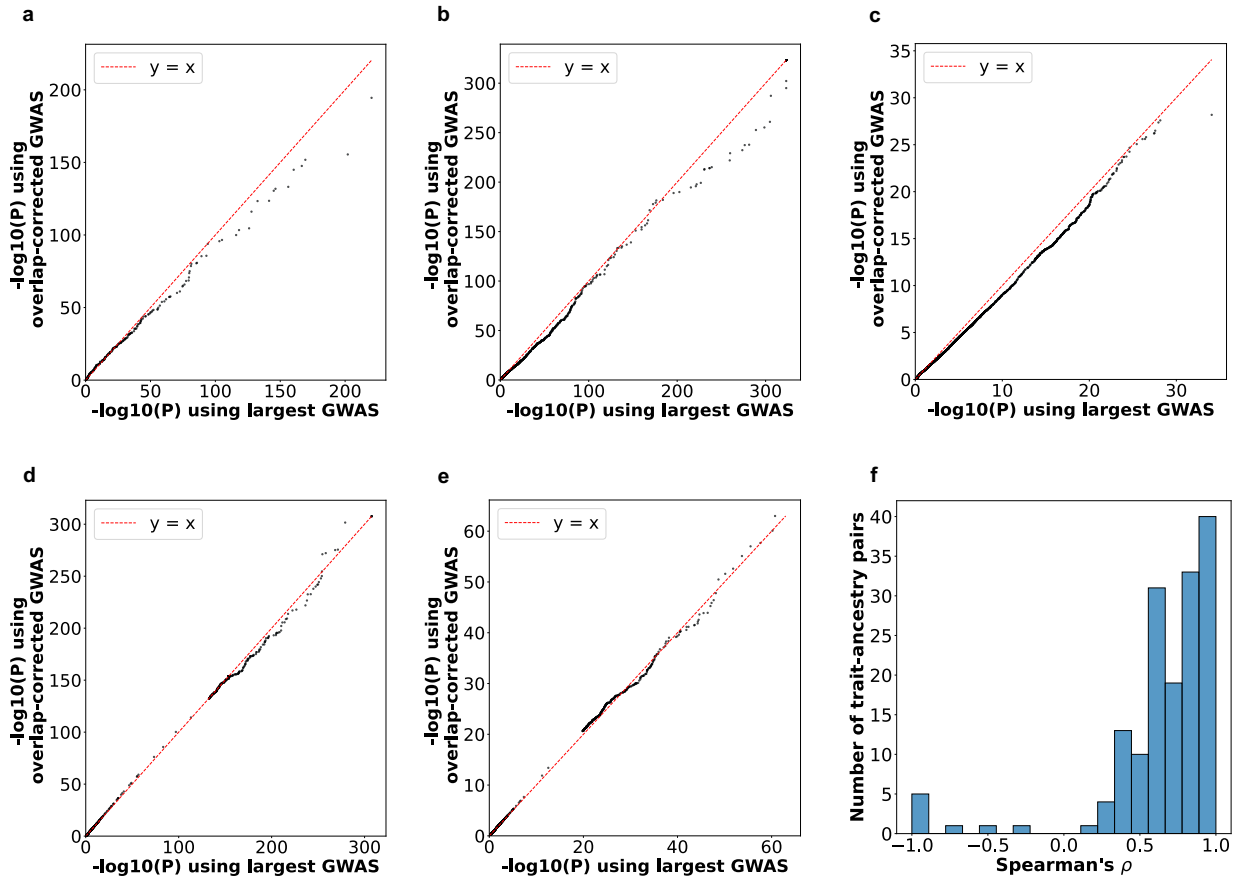 a
200
150
100
50
0
-log10(P) using
overlap-corrected GWAS
y = x
0 50 100 150 200
-log10(P) using largest GWAS
b
300
250
200
150
100
50
0
-log10(P) using
overlap-corrected GWAS
y = x
0 100 200 300
-log10(P) using largest GWAS
c
35
30
25
20
15
10
5
0
-log10(P) using
overlap-corrected GWAS
y = x
0 10 20 30
-log10(P) using largest GWAS
d
300
250
200
150
100
50
0
-log10(P) using
overlap-corrected GWAS
y = x
0 100 200 300
-log10(P) using largest GWAS
e
60
50
40
30
20
10
0
-log10(P) using
overlap-corrected GWAS
y = x
0 20 40 60
-log10(P) using largest GWAS
f
40
35
30
25
20
15
10
5
0
Number of trait-ancestry pairs
−1.0 −0.5 0.0 0.5 1.0
Spearman's ρ